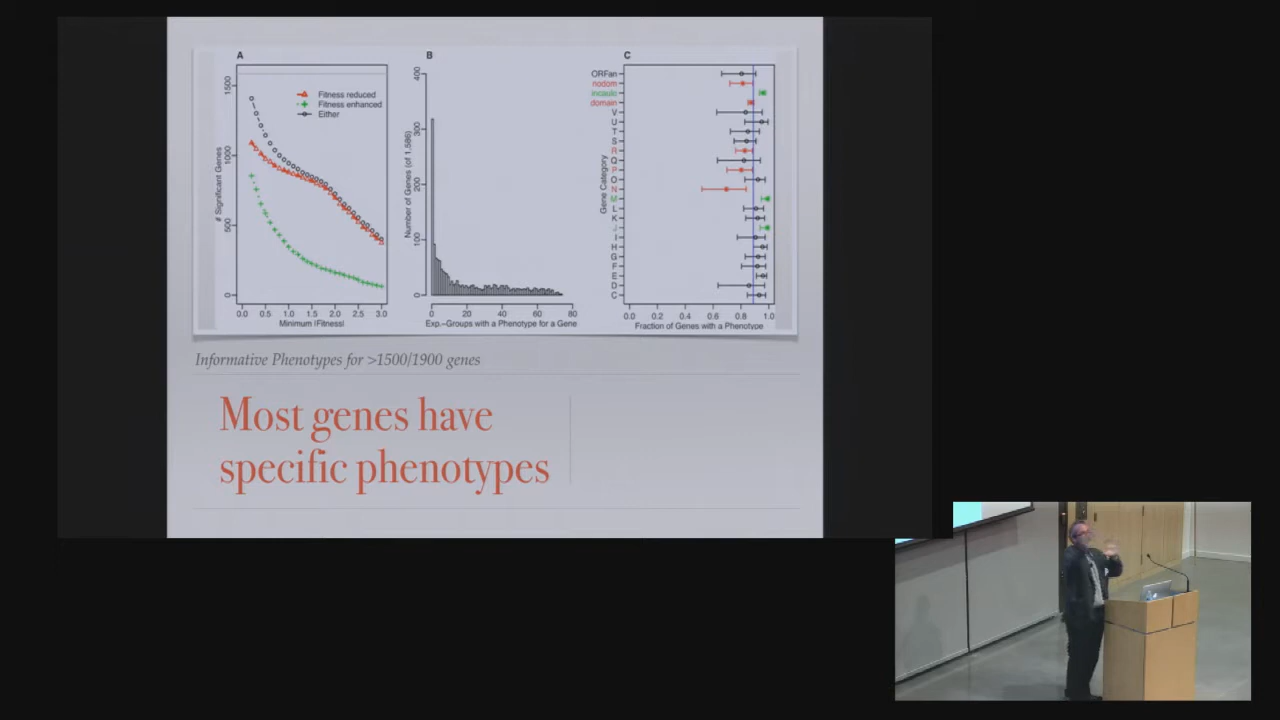 A
B
C
# Significant Genes
1500
1000
500
0
Fitness reduced
Fitness enhanced
Either
0.0 0.5 1.0 1.5 2.0 2.5 3.0
Minimum |Fitness|
Number of Genes (of 1,586)
400
300
200
100
0
0 20 40 60 80
Exp.-Groups with a Phenotype for a Gene
Gene Category
ORFan
nodom
incaulo
domain
V
U
T
S
R
Q
P
O
N
M
L
K
J
I
H
G
F
E
D
C
0.0 0.2 0.4 0.6 0.8 1.0
Fraction of Genes with a Phenotype
Informative Phenotypes for >1500/1900 genes
Most genes have
specific phenotypes